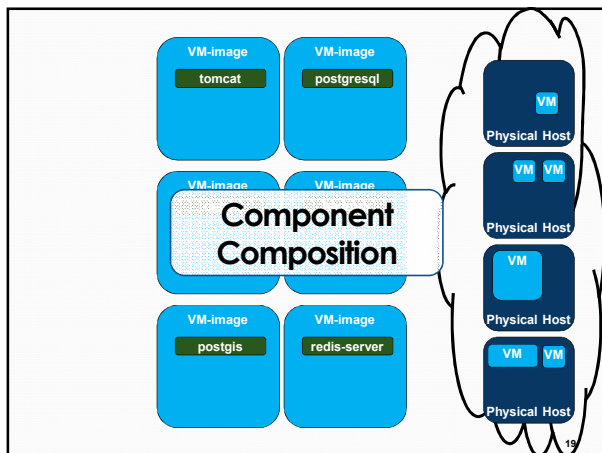 VM-image
tomcat
VM-image
postgresql
VM-image
VM-image
Component
Composition
VM-image
postgis
VM-image
redis-server
VM
Physical Host
VM VM
Physical Host
VM
Physical Host
VM VM
Physical Host
19